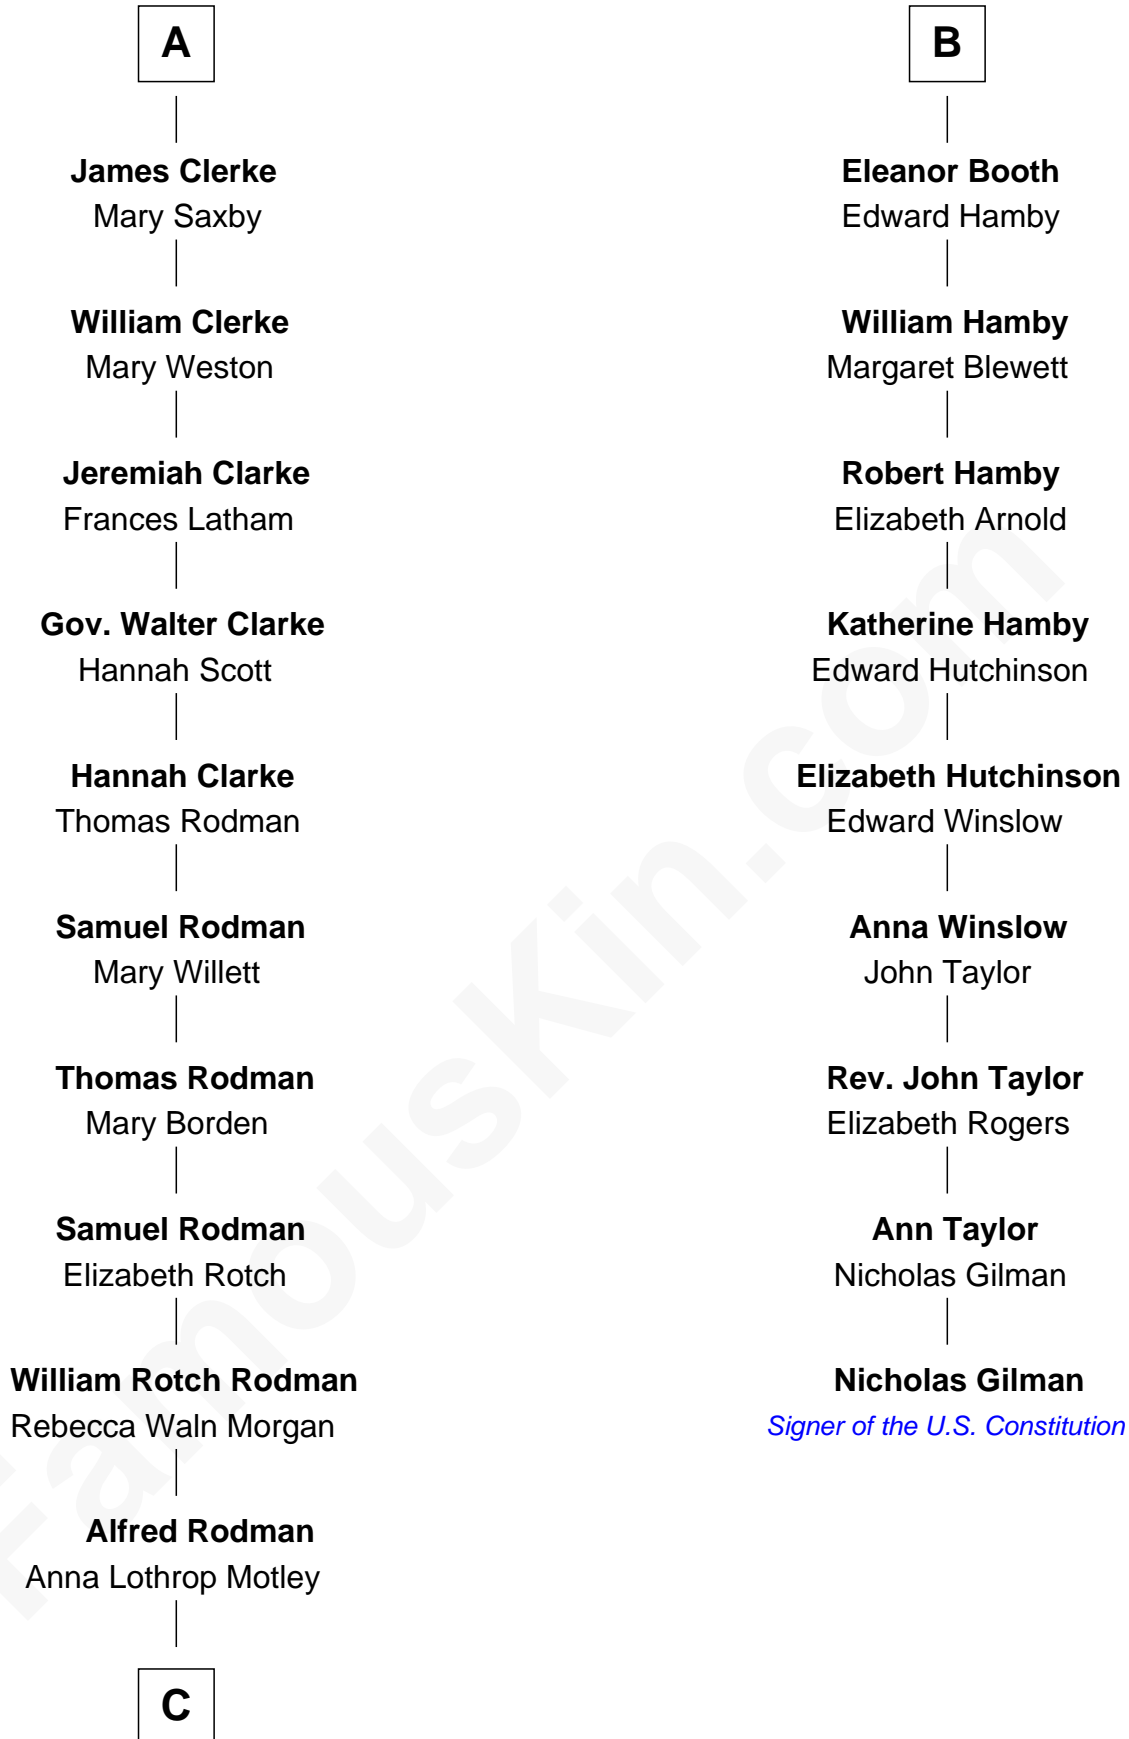 A
James Clerke
Mary Saxby
William Clerke
Mary Weston
Jeremiah Clarke
Frances Latham
Gov. Walter Clarke
Hannah Scott
Hannah Clarke
Thomas Rodman
Samuel Rodman
Mary Willett
Thomas Rodman
Mary Borden
Samuel Rodman
Elizabeth Rotch
William Rotch Rodman
Rebecca Waln Morgan
Alfred Rodman
Anna Lothrop Motley
C
B
Eleanor Booth
Edward Hamby
William Hamby
Margaret Blewett
Robert Hamby
Elizabeth Arnold
Katherine Hamby
Edward Hutchinson
Elizabeth Hutchinson
Edward Winslow
Anna Winslow
John Taylor
Rev. John Taylor
Elizabeth Rogers
Ann Taylor
Nicholas Gilman
Nicholas Gilman
Signer of the U.S. Constitution
FamousKin.com